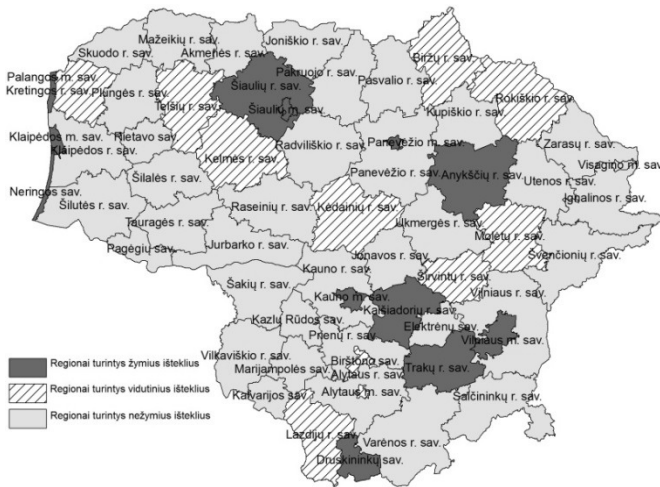 Mažeikių r. sav.
Skuodo r. sav.
Akmenės r. sav.
Joniškio r. sav.
Biržų r. sav.
Palangos m. sav.
Kretingos r. sav.
Plungės r. sav.
Telšių r. sav.
Šiaulių r. sav.
Pakruojo r. sav.
Pasvalio r. sav.
Rokiškio r. sav.
Šiaulių m. sav.
Kupiškio r. sav.
Klaipėdos m. sav.
Klaipėdos r. sav.
Rietavo sav.
Radviliškio r. sav.
Panevėžio m. sav.
Zarasų r. sav.
Kelmės r. sav.
Visagino m. sav.
Neringos sav.
Šilalės r. sav.
Panevėžio r. sav.
Anykščių r. sav.
Utenos r. sav.
Ignalinos r. sav.
Šilutės r. sav.
Raseinių r. sav.
Kėdainių r. sav.
Tauragės r. sav.
Ukmergės r. sav.
Molėtų r. sav.
Pagėgių sav.
Jurbarko r. sav.
Jonavos r. sav.
Švenčionių r. sav.
Kauno r. sav.
Širvintų r. sav.
Šakių r. sav.
Kauno m. sav.
Kaišiadorių r. sav.
Vilniaus r. sav.
Kazlų Rūdos sav.
Elektrėnų sav.
Prienų r. sav.
Vilniaus m. sav.
Vilkaviškio r. sav.
Birštono sav.
Marijampolės sav.
Alytaus r. sav.
Trakų r. sav.
Kalvarijos sav.
Alytaus m. sav.
Šalčininkų r. sav.
Lazdijų r. sav.
Varėnos r. sav.
Druskininkų sav.
Regionai turintys žymius išteklius
Regionai turintys vidutinius išteklius
Regionai turintys nežymius išteklius